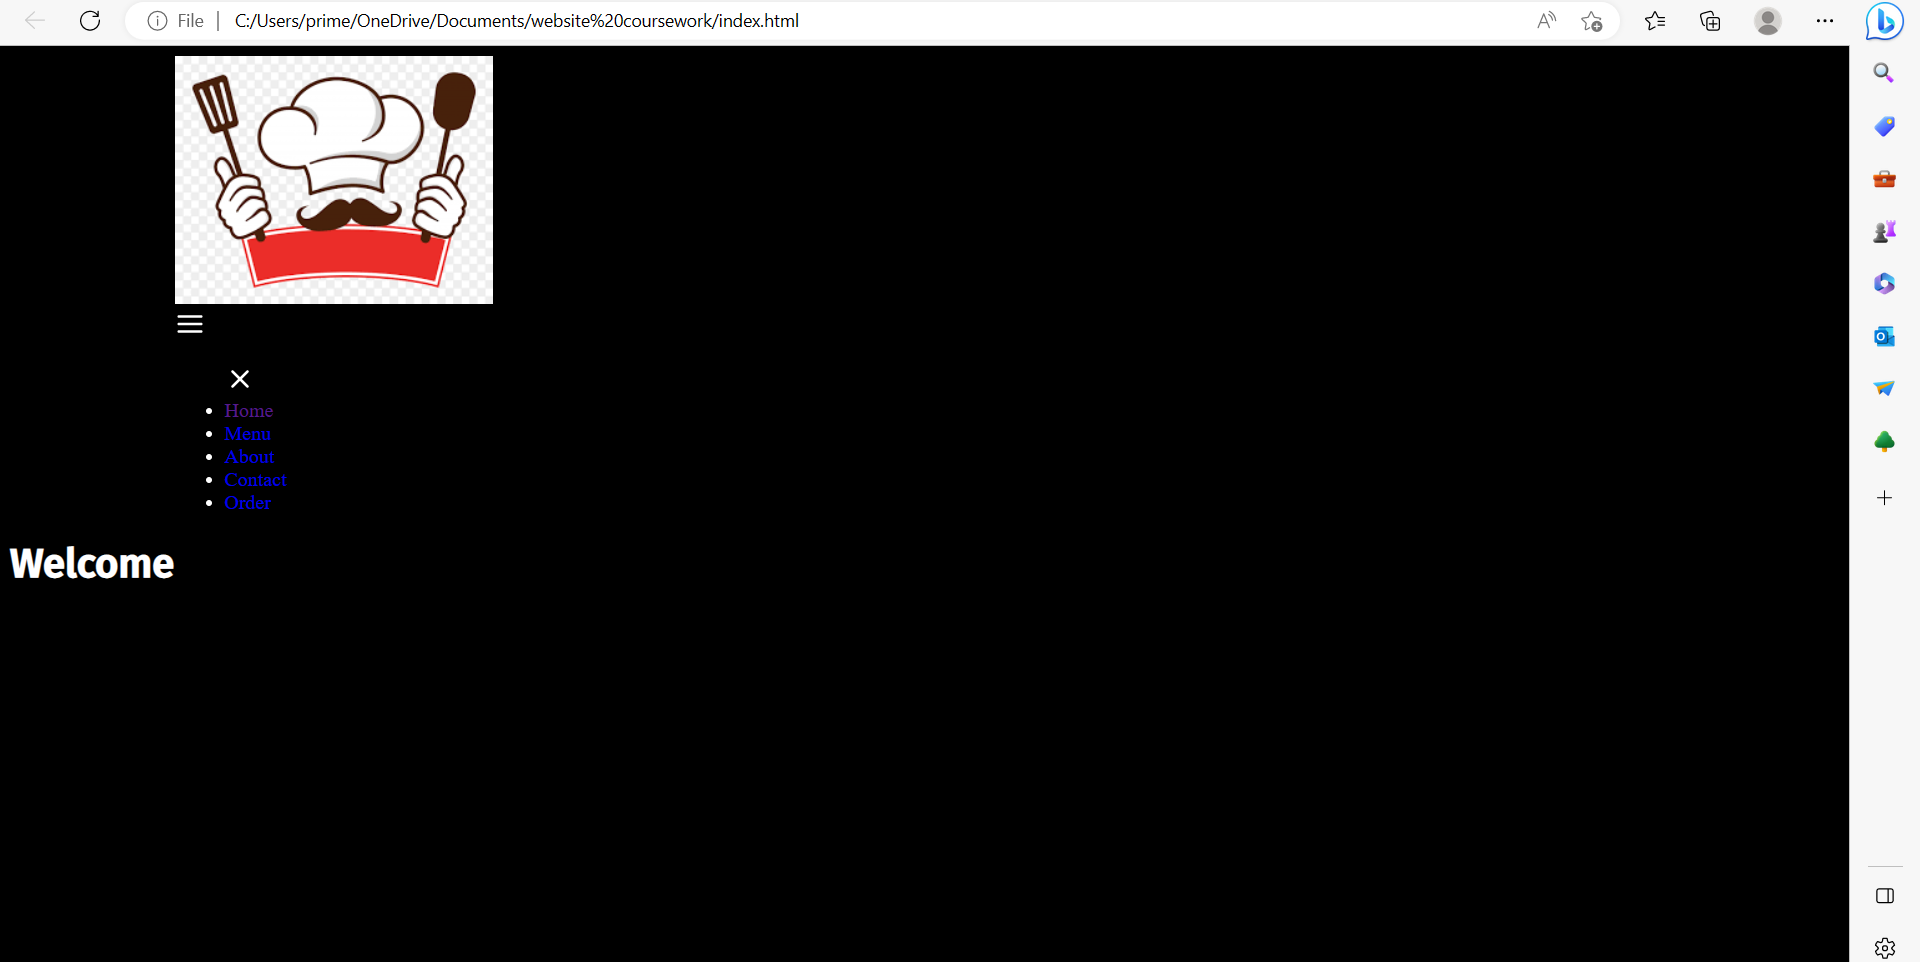 File
C:/Users/prime/OneDrive/Documents/website%20coursework/index.html
Home
Menu
About
Contact
Order
Welcome